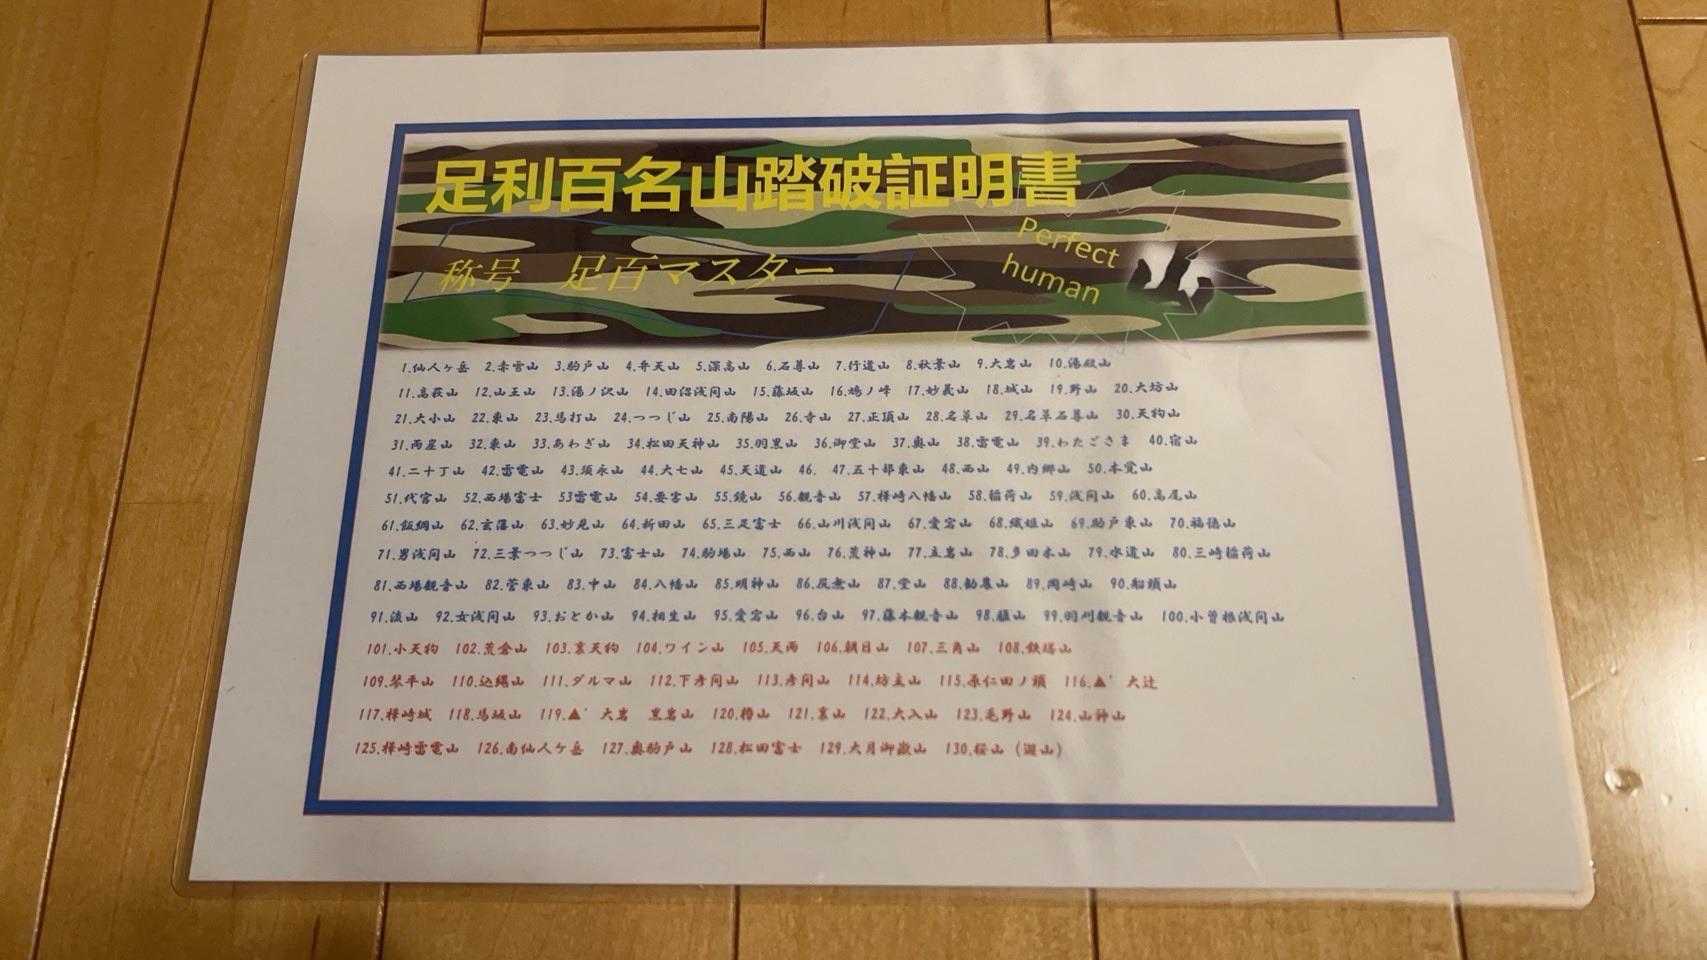 足利百名山踏破証明書
称号　足百マスター
Perfect
human
1.仙人ヶ岳 2.赤雪山 3.駒戸山 4.弁天山 5.深高山 6.石尊山 7.行道山 8.秋葉山 9.大岩山 10.湯殿山
11.高萩山 12.山王山 13.湯ノ沢山 14.田沼浅間山 15.藤坂山 16.鳩ノ峰 17.妙義山 18.城山 19.野山 20.大坊山
21.大小山 22.東山 23.馬打山 24.つつじ山 25.南陽山 26.寺山 27.正頂山 28.名草山 29.名草石尊山 30.天狗山
31.両崖山 32.東山 33.あわぎ山 34.松田天神山 35.羽黒山 36.御堂山 37.奥山 38.雷電山 39.わたごさま 40.宿山
41.二十丁山 42.雷電山 43.須永山 44.大七山 45.天道山 46. 47.五十部東山 48.西山 49.内郷山 50.本覚山
51.代官山 52.西場富士 53雷電山 54.要害山 55.鏡山 56.観音山 57.樺崎八幡山 58.稲荷山 59.浅間山 60.高尾山
61.飯綱山 62.玄藩山 63.妙見山 64.折田山 65.三足富士 66.山川浅間山 67.愛宕山 68.織姫山 69.駒戸東山 70.福徳山
71.男浅間山 72.三葉つつじ山 73.富士山 74.駒場山 75.西山 76.荒神山 77.立岩山 78.多田木山 79.水道山 80.三崎稲荷山
81.西場観音山 82.菅東山 83.中山 84.八幡山 85.明神山 86.尻無山 87.堂山 88.勧農山 89.岡崎山 90.船頭山
91.浅山 92.女浅間山 93.おとか山 94.相生山 95.愛宕山 96.台山 97.藤本観音山 98. 99.羽刈観音山 100.小曽根浅間山
101.小天狗 102.荒倉山 103.裏天狗 104.ワイン山 105.天雨 106.朝日山 107.三角山 108.鉄塔山
109.琴平山 110.込縄山 111.ダルマ山 112.下彦間山 113.彦間山 114.坊主山 115.原仁田ノ頭 116.▲’ 大辻
117.樺崎城 118.馬坂山 119.▲’ 大岩　黒岩山 120.樽山 121.裏山 122.大入山 123.毛野山 124.山神山
125.樺崎雷電山 126.南仙人ヶ岳 127.奥駒戸山 128.松田富士 129.大月御嶽山 130.桜山（遊山）